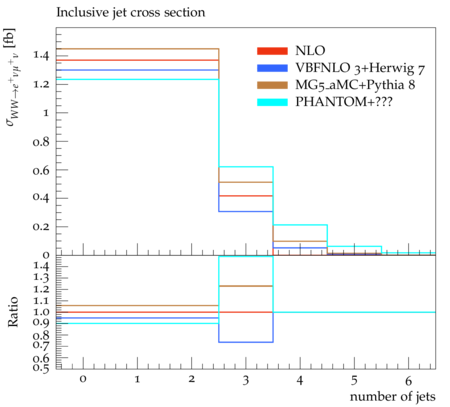 Inclusive jet cross section
σWW→e+νμ+ν [fb]
NLO
VBFNLO 3+Herwig 7
MG5_aMC+Pythia 8
PHANTOM+???
1.4
1.2
1
0.8
0.6
0.4
0.2
0
Ratio
1.4
1.3
1.2
1.1
1.0
0.9
0.8
0.7
0.6
0.5
0 1 2 3 4 5 6
number of jets